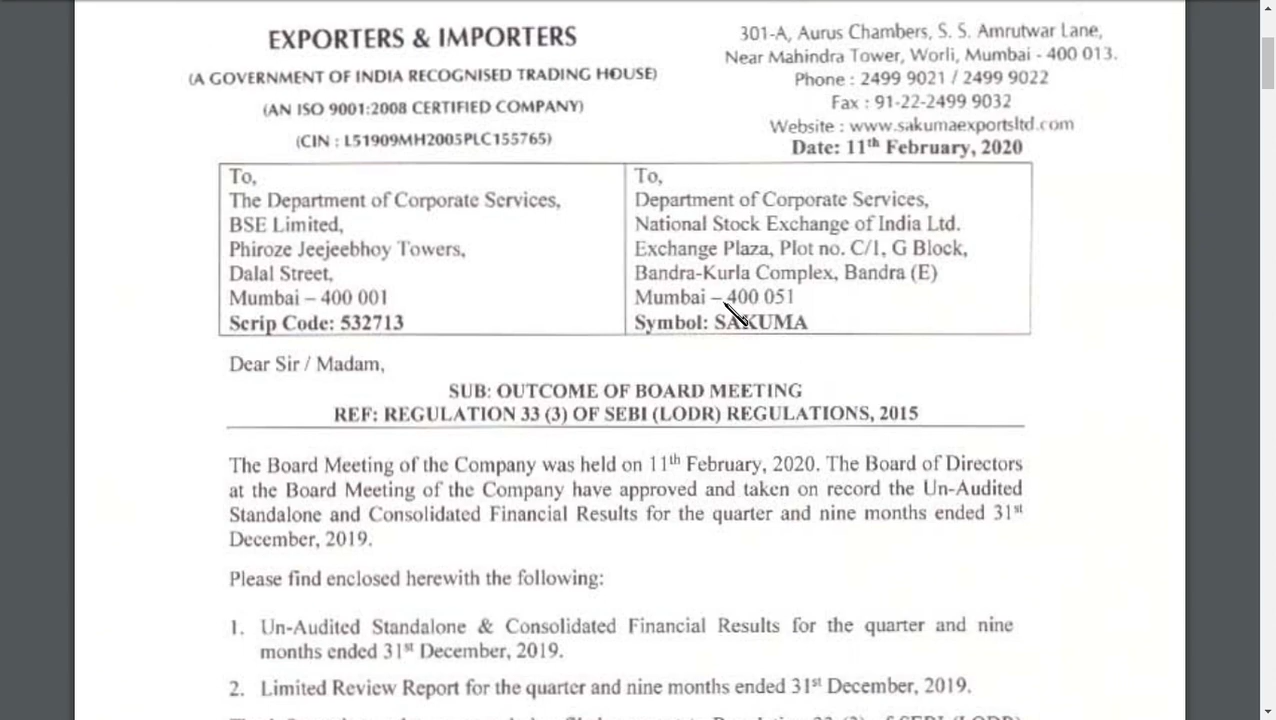 EXPORTERS & IMPORTERS
(A GOVERNMENT OF INDIA RECOGNISED TRADING HOUSE)
(AN ISO 9001:2008 CERTIFIED COMPANY)
(CIN : L51909MH2005PLC155765)
301-A, Aurus Chambers, S. S. Amrutwar Lane,
Near Mahindra Tower, Worli, Mumbai - 400 013.
Phone : 2499 9021 / 2499 9022
Fax : 91-22-2499 9032
Website : www.sakumaexportsltd.com
Date: 11th February, 2020
To,
The Department of Corporate Services,
BSE Limited,
Phiroze Jeejeebhoy Towers,
Dalal Street,
Mumbai – 400 001
Scrip Code: 532713
To,
Department of Corporate Services,
National Stock Exchange of India Ltd.
Exchange Plaza, Plot no. C/1, G Block,
Bandra-Kurla Complex, Bandra (E)
Mumbai – 400 051
Symbol: SAKUMA
Dear Sir / Madam,
SUB: OUTCOME OF BOARD MEETING
REF: REGULATION 33 (3) OF SEBI (LODR) REGULATIONS, 2015
The Board Meeting of the Company was held on 11th February, 2020. The Board of Directors
at the Board Meeting of the Company have approved and taken on record the Un-Audited
Standalone and Consolidated Financial Results for the quarter and nine months ended 31st
December, 2019.
Please find enclosed herewith the following:
1. Un-Audited Standalone & Consolidated Financial Results for the quarter and nine
months ended 31st December, 2019.
2. Limited Review Report for the quarter and nine months ended 31st December, 2019.